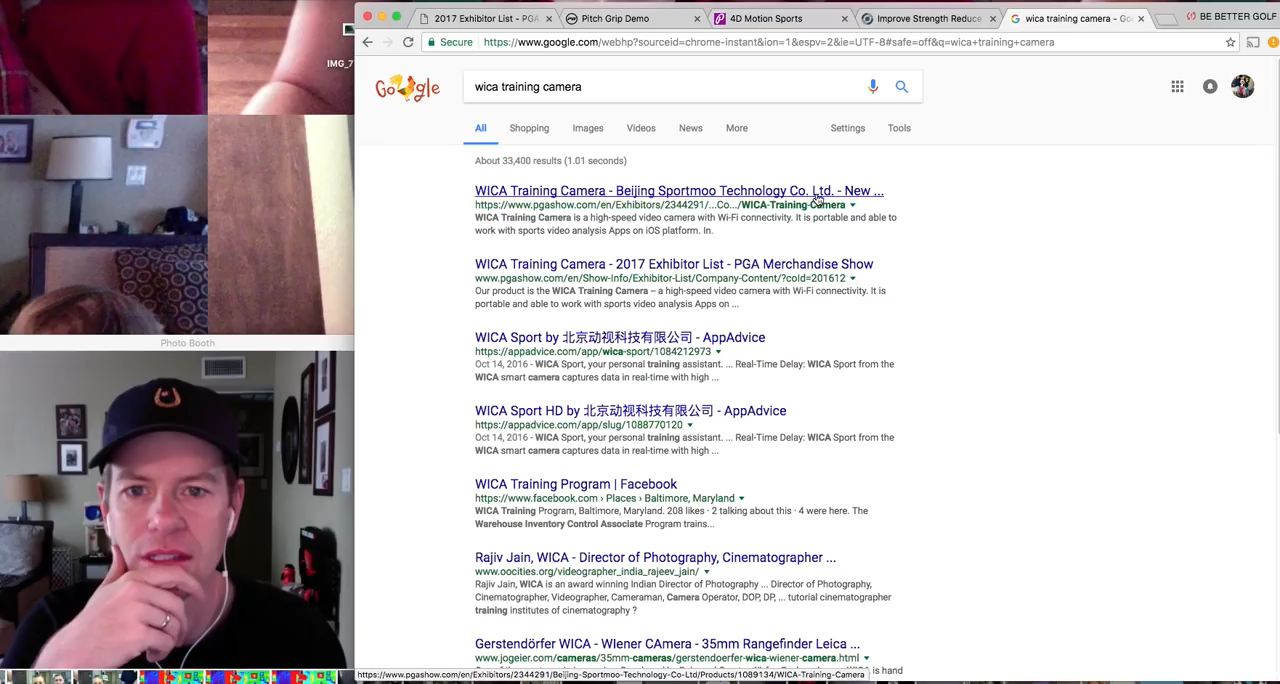 2017 Exhibitor List - PGA
Pitch Grip Demo
4D Motion Sports
Improve Strength Reduce
wica training camera - Goo
BE BETTER GOLF
Secure
https://www.google.com/webhp?sourceid=chrome-instant&ion=1&espv=2&ie=UTF-8#safe=off&q=wica+training+camera
IMG_7
Google
wica training camera
All
Shopping
Images
Videos
News
More
Settings
Tools
About 33,400 results (1.01 seconds)
WICA Training Camera - Beijing Sportmoo Technology Co. Ltd. - New ...
https://www.pgashow.com/en/Exhibitors/2344291/...Co.../WICA-Training-Camera
WICA Training Camera is a high-speed video camera with Wi-Fi connectivity. It is portable and able to
work with sports video analysis Apps on iOS platform. In.
WICA Training Camera - 2017 Exhibitor List - PGA Merchandise Show
www.pgashow.com/en/Show-Info/Exhibitor-List/Company-Content/?coId=201612
Our product is the WICA Training Camera – a high-speed video camera with Wi-Fi connectivity. It is
portable and able to work with sports video analysis Apps on ...
WICA Sport by 北京动视科技有限公司 - AppAdvice
https://appadvice.com/app/wica-sport/1084212973
Oct 14, 2016 - WICA Sport, your personal training assistant. ... Real-Time Delay: WICA Sport from the
WICA smart camera captures data in real-time with high ...
WICA Sport HD by 北京动视科技有限公司 - AppAdvice
https://appadvice.com/app/slug/1088770120
Oct 14, 2016 - WICA Sport, your personal training assistant. ... Real-Time Delay: WICA Sport from the
WICA smart camera captures data in real-time with high ...
WICA Training Program | Facebook
https://www.facebook.com › Places › Baltimore, Maryland
WICA Training Program, Baltimore, Maryland. 208 likes · 2 talking about this · 4 were here. The
Warehouse Inventory Control Associate Program trains...
Rajiv Jain, WICA - Director of Photography, Cinematographer ...
www.oocities.org/videographer_india_rajeev_jain/
Rajiv Jain, WICA is an award winning Indian Director of Photography ... Director of Photography,
Cinematographer, Videographer, Cameraman, Camera Operator, DOP, DP, ... tutorial cinematographer
training institutes of cinematography ?
Gerstendörfer WICA - WIener CAmera - 35mm Rangefinder Leica ...
www.jogeier.com/cameras/35mm-cameras/gerstendoerfer-wica-wiener-camera.html
is hand
https://www.pgashow.com/en/Exhibitors/2344291/Beijing-Sportmoo-Technology-Co-Ltd/Products/1089134/WICA-Training-Camera
Photo Booth